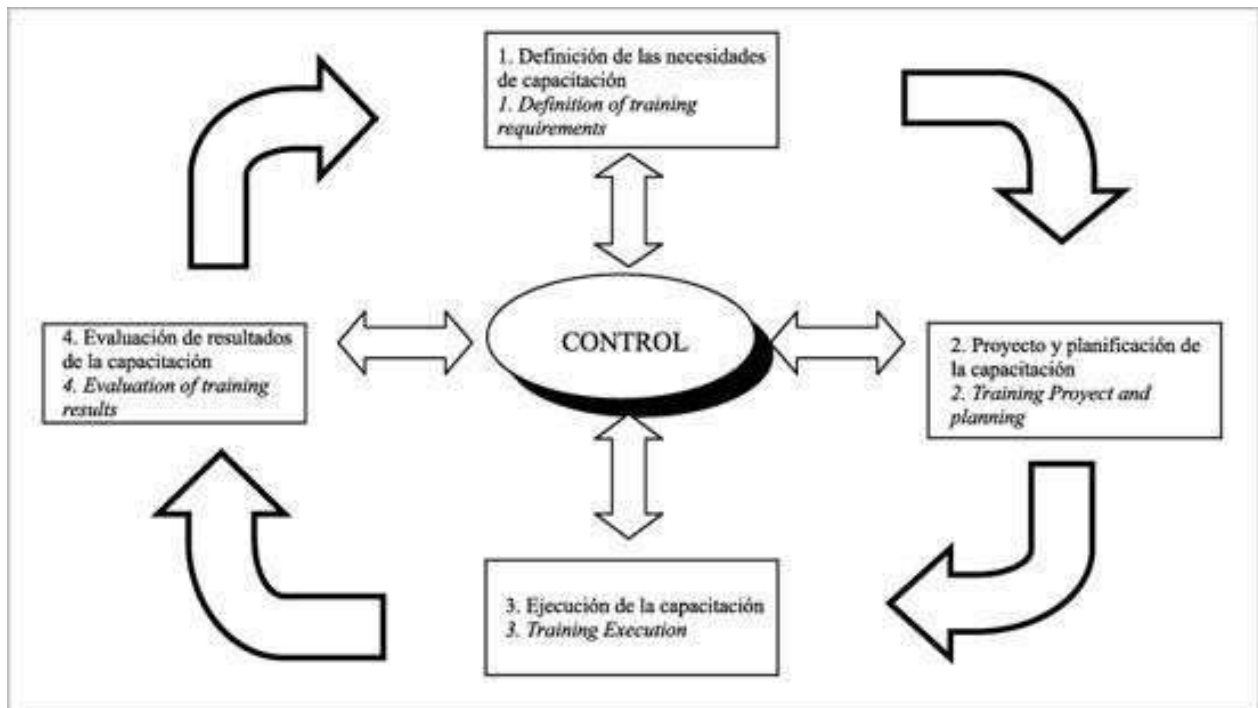 1. Definición de las necesidades
de capacitación
1. Definition of training
requirements
CONTROL
4. Evaluación de resultados
de la capacitación
4. Evaluation of training
results
2. Proyecto y planificación de
la capacitación
2. Training Proyect and
planning
3. Ejecución de la capacitación
3. Training Execution